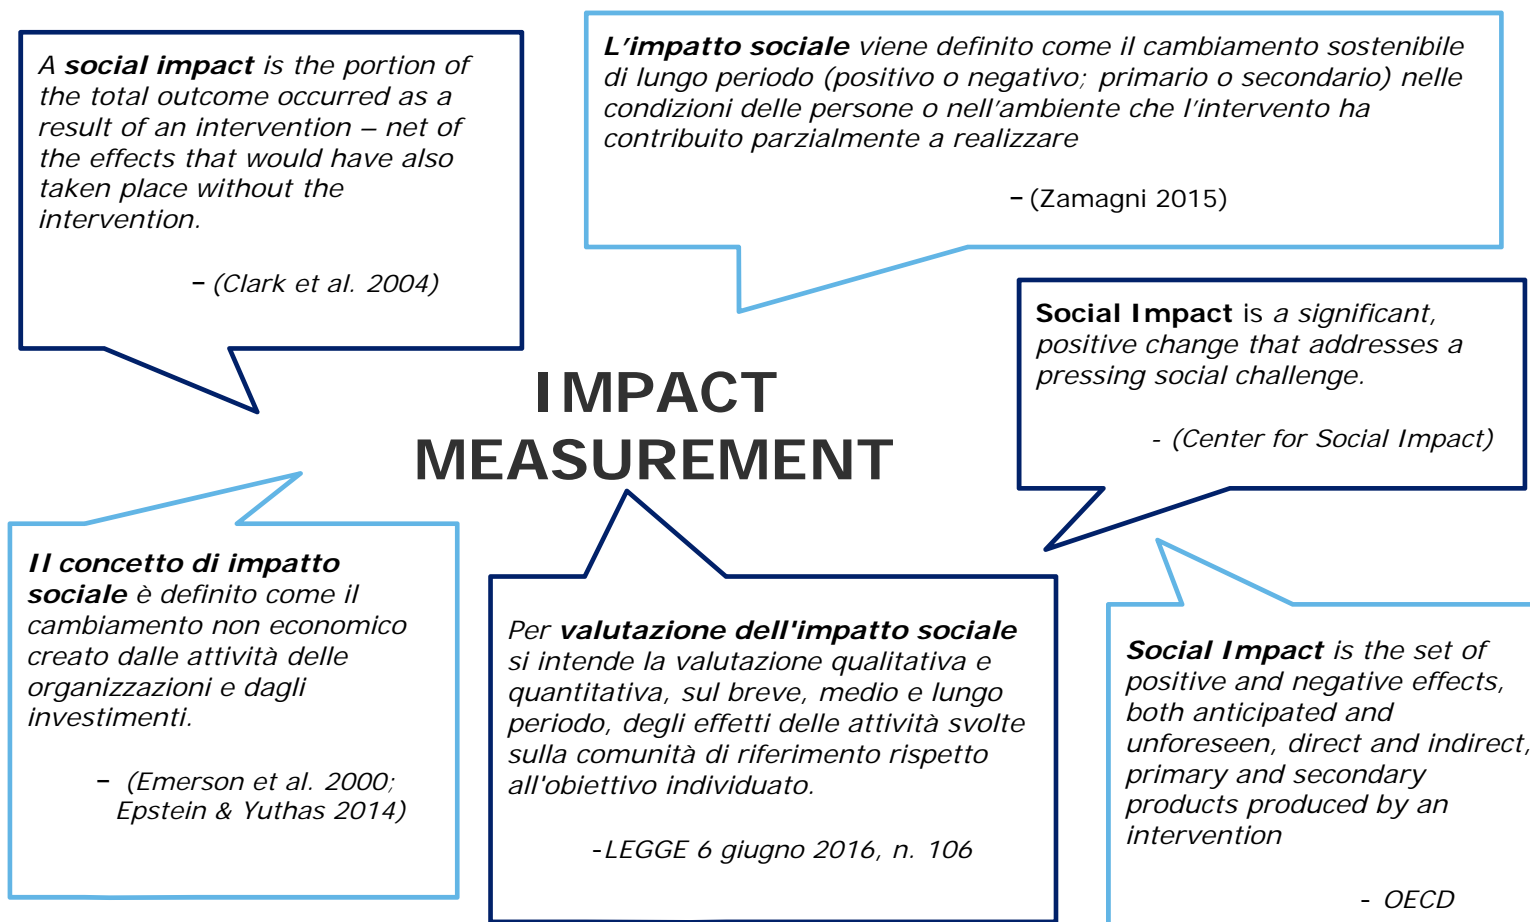 A social impact is the portion of
the total outcome occurred as a
result of an intervention – net of
the effects that would have also
taken place without the
intervention.
– (Clark et al. 2004)
L’impatto sociale viene definito come il cambiamento sostenibile
di lungo periodo (positivo o negativo; primario o secondario) nelle
condizioni delle persone o nell’ambiente che l’intervento ha
contribuito parzialmente a realizzare
– (Zamagni 2015)
Social Impact is a significant,
positive change that addresses a
pressing social challenge.
- (Center for Social Impact)
IMPACT
MEASUREMENT
Il concetto di impatto
sociale è definito come il
cambiamento non economico
creato dalle attività delle
organizzazioni e dagli
investimenti.
– (Emerson et al. 2000;
Epstein & Yuthas 2014)
Per valutazione dell'impatto sociale
si intende la valutazione qualitativa e
quantitativa, sul breve, medio e lungo
periodo, degli effetti delle attività svolte
sulla comunità di riferimento rispetto
all'obiettivo individuato.
-LEGGE 6 giugno 2016, n. 106
Social Impact is the set of
positive and negative effects,
both anticipated and
unforeseen, direct and indirect,
primary and secondary
products produced by an
intervention
- OECD